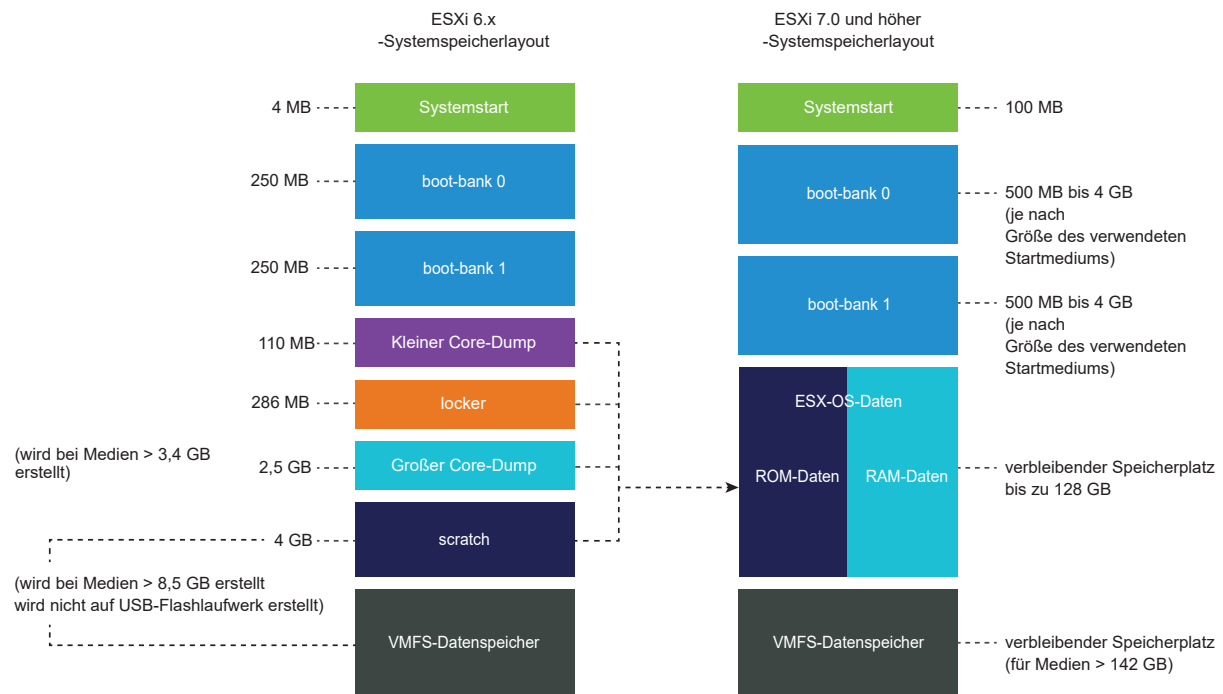 ESXi 6.x
-Systemspeicherlayout
4 MB
Systemstart
250 MB
boot-bank 0
250 MB
boot-bank 1
110 MB
Kleiner Core-Dump
286 MB
locker
(wird bei Medien > 3,4 GB
erstellt)
2,5 GB
Großer Core-Dump
4 GB
scratch
(wird bei Medien > 8,5 GB erstellt
wird nicht auf USB-Flashlaufwerk erstellt)
VMFS-Datenspeicher
ESXi 7.0 und höher
-Systemspeicherlayout
Systemstart
100 MB
boot-bank 0
500 MB bis 4 GB
(je nach
Größe des verwendeten
Startmediums)
boot-bank 1
500 MB bis 4 GB
(je nach
Größe des verwendeten
Startmediums)
ESX-OS-Daten
ROM-Daten
RAM-Daten
verbleibender Speicherplatz
bis zu 128 GB
VMFS-Datenspeicher
verbleibender Speicherplatz
(für Medien > 142 GB)